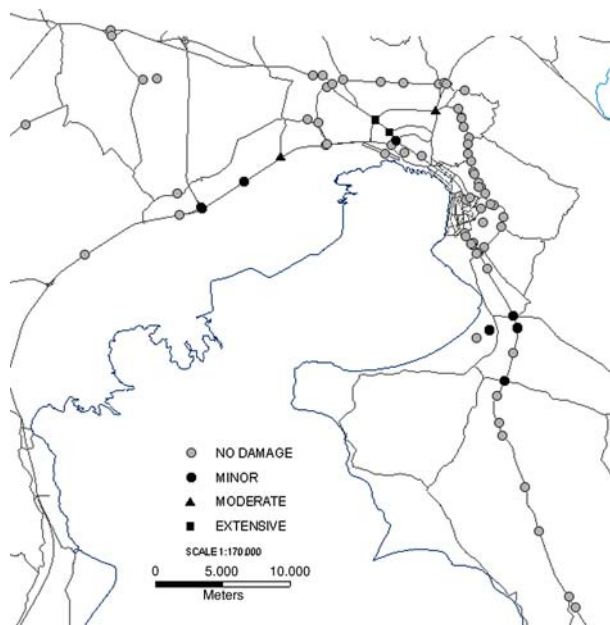 NO DAMAGE
MINOR
MODERATE
EXTENSIVE
SCALE 1:170.000
0 5.000 10.000
Meters